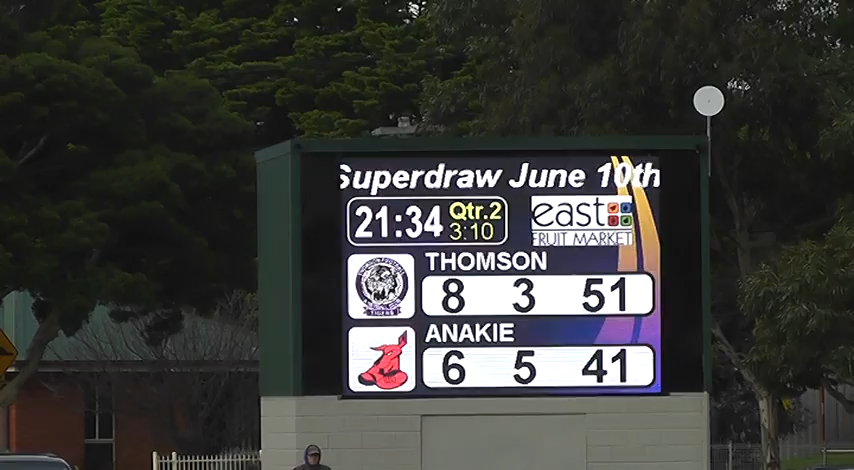 Superdraw June 10th
21:34 Qtr.2 3:10
east
FRUIT MARKET
THOMSON
8 3 51
TIGERS
ANAKIE
6 5 41